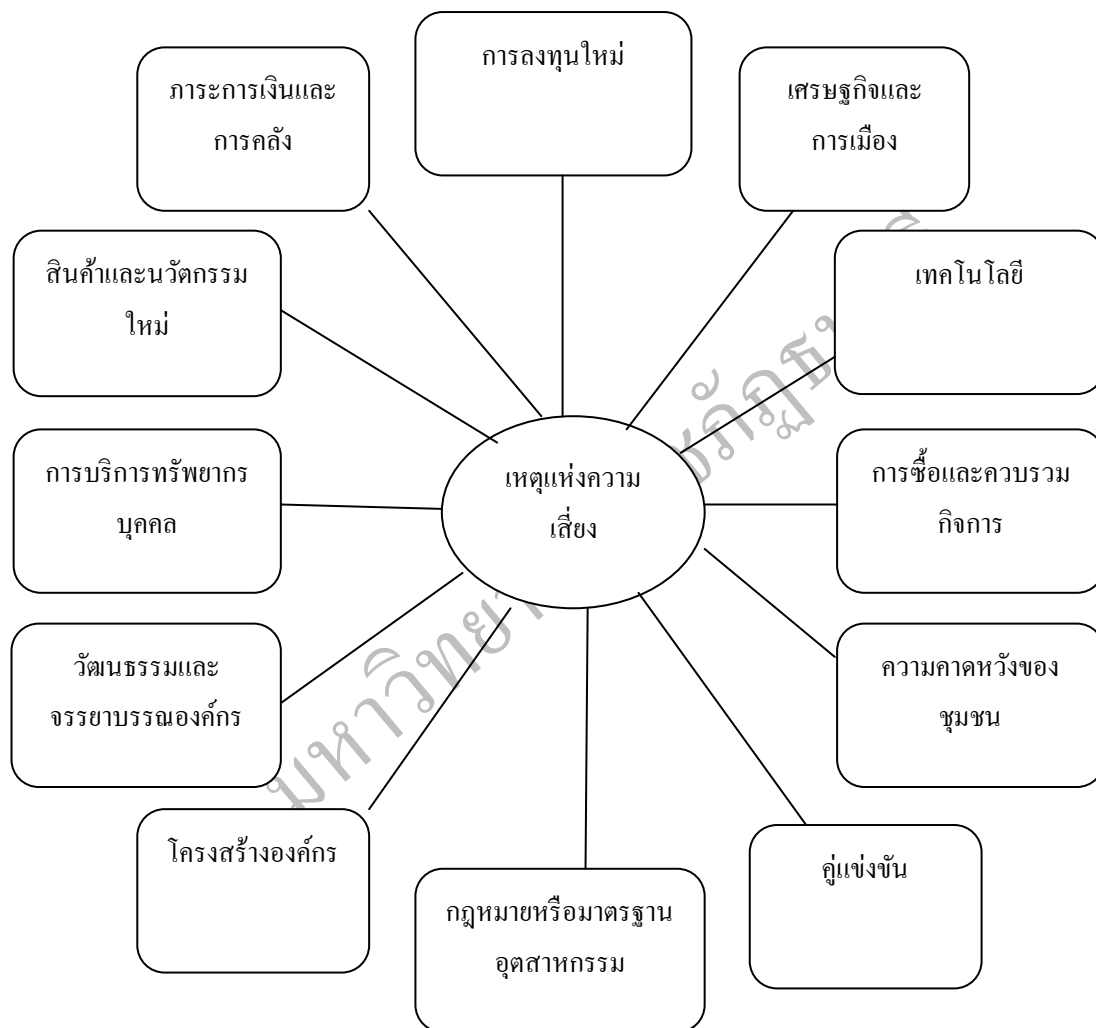 การลงทุนใหม่
ภาระการเงินและ
การคลัง
เศรษฐกิจและ
การเมือง
สินค้าและนวัตกรรม
ใหม่
เทคโนโลยี
การบริการทรัพยากร
บุคคล
เหตุแห่งความ
เสี่ยง
การซื้อและควบรวม
กิจการ
วัฒนธรรมและ
จรรยาบรรณองค์กร
ความคาดหวังของ
ชุมชน
โครงสร้างองค์กร
คู่แข่งขัน
กฎหมายหรือมาตรฐาน
อุตสาหกรรม